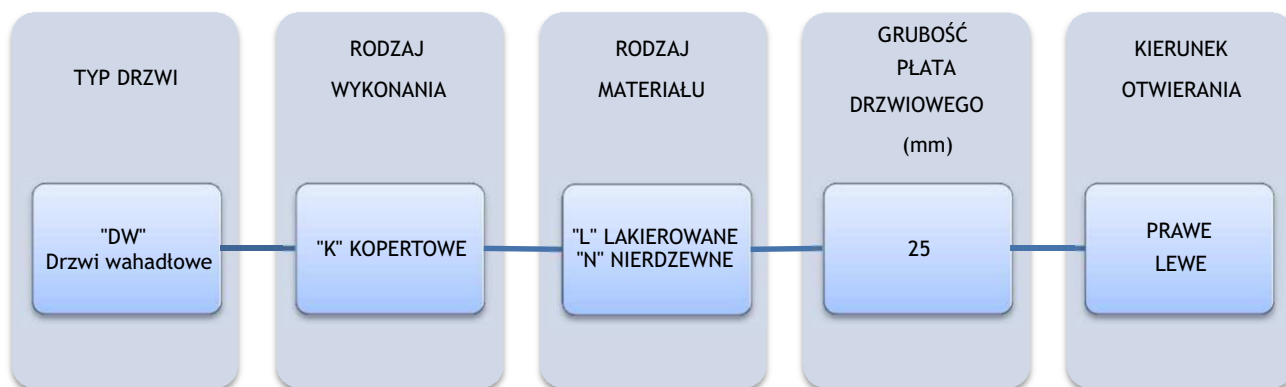 TYP DRZWI
"DW"
Drzwi wahadłowe
RODZAJ
WYKONANIA
"K" KOPERTOWE
RODZAJ
MATERIAŁU
"L" LAKIEROWANE
"N" NIERDZEWNE
GRUBOŚĆ
PŁATA
DRZWIOWEGO
(mm)
25
KIERUNEK
OTWIERANIA
PRAWE
LEWE